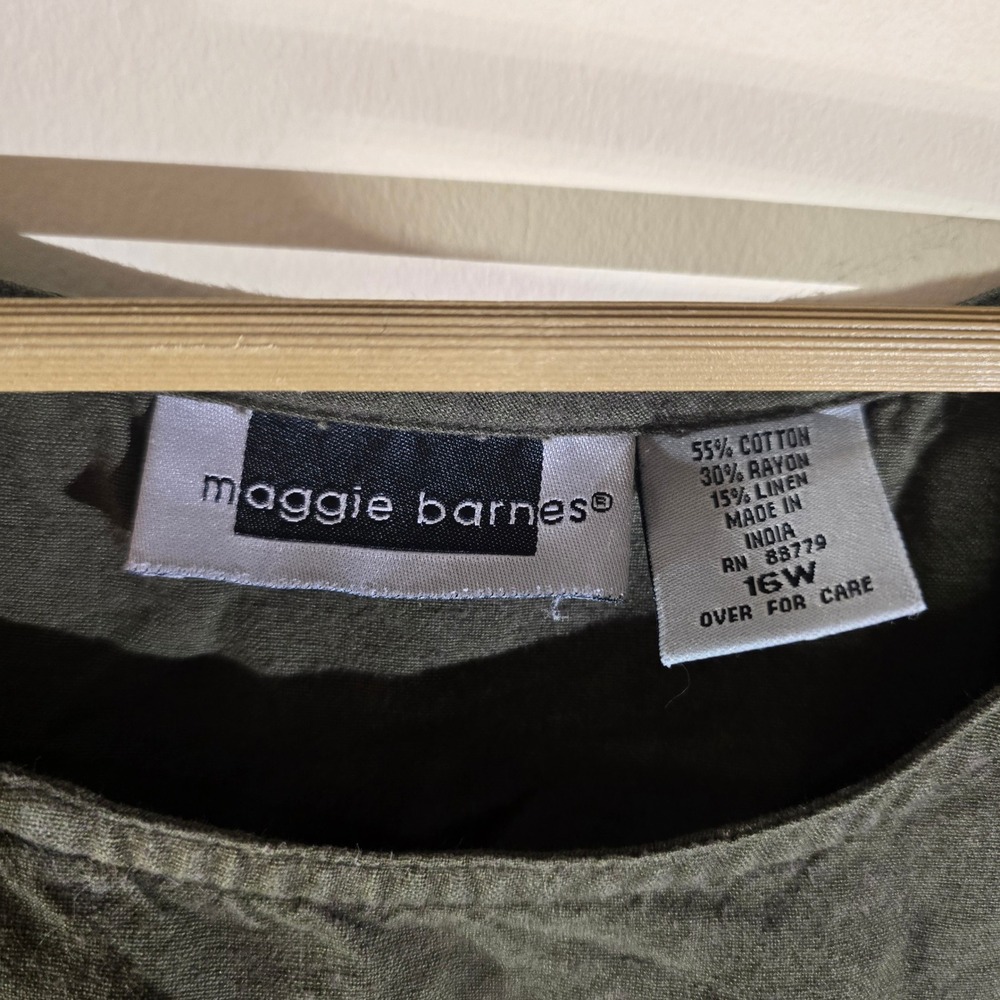 maggie barnes®
55% COTTON
30% RAYON
15% LINEN
MADE IN
INDIA
RN 88779
16W
OVER FOR CARE